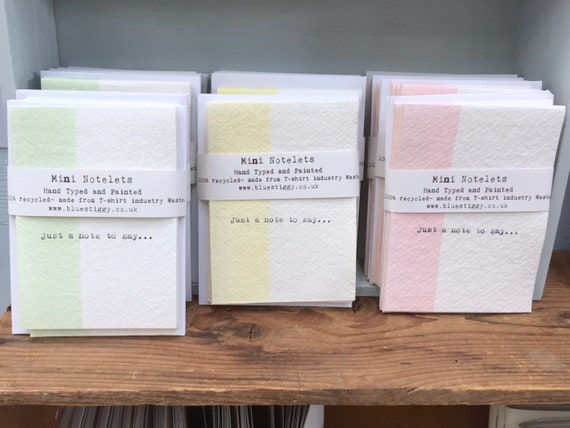 Mini Notelets
Hand Typed and Painted
100% recycled- made from T-shirt industry Waste
www.bluestiggy.co.uk
just a note to say...
Mini Notelets
Hand Typed and Painted
100% recycled- made from T-shirt industry Waste
www.bluestiggy.co.uk
just a note to say...
Mini Notelets
Hand Typed and Painted
100% recycled- made from T-shirt industry Waste
www.bluestiggy.co.uk
just a note to say...